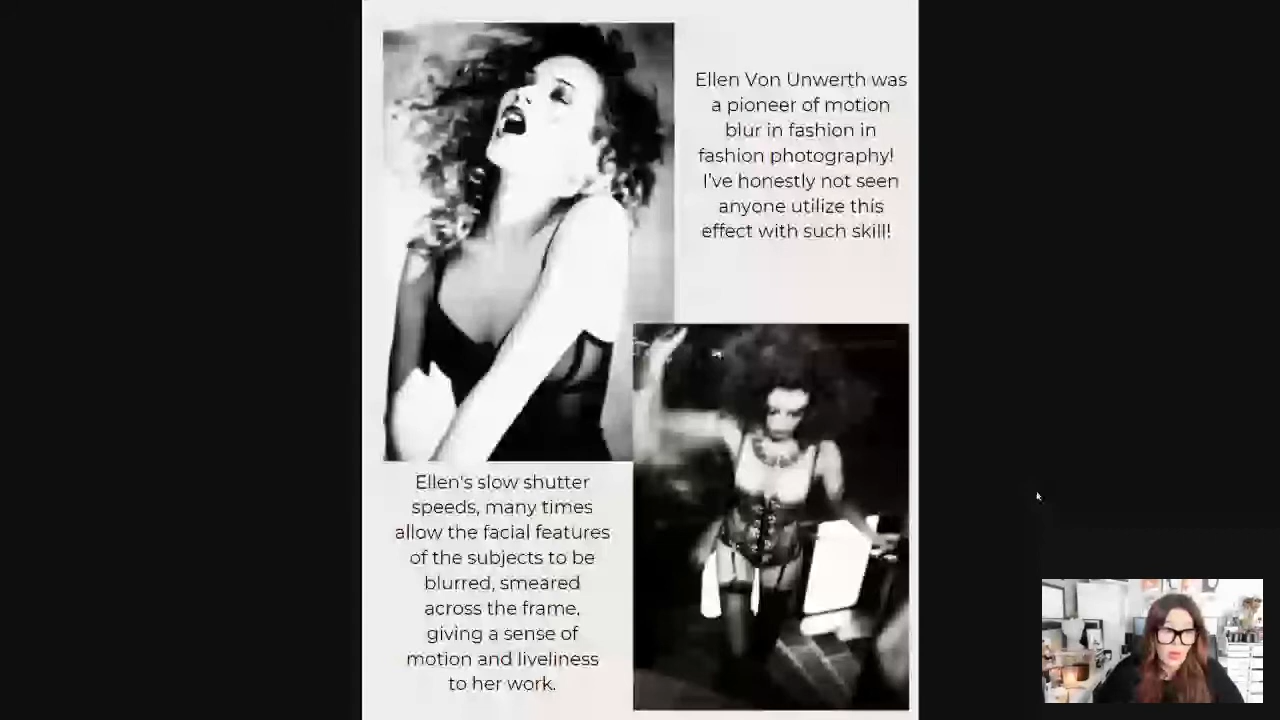 Ellen Von Unwerth was
a pioneer of motion
blur in fashion in
fashion photography!
I've honestly not seen
anyone utilize this
effect with such skill!
Ellen's slow shutter
speeds, many times
allow the facial features
of the subjects to be
blurred, smeared
across the frame,
giving a sense of
motion and liveliness
to her work.